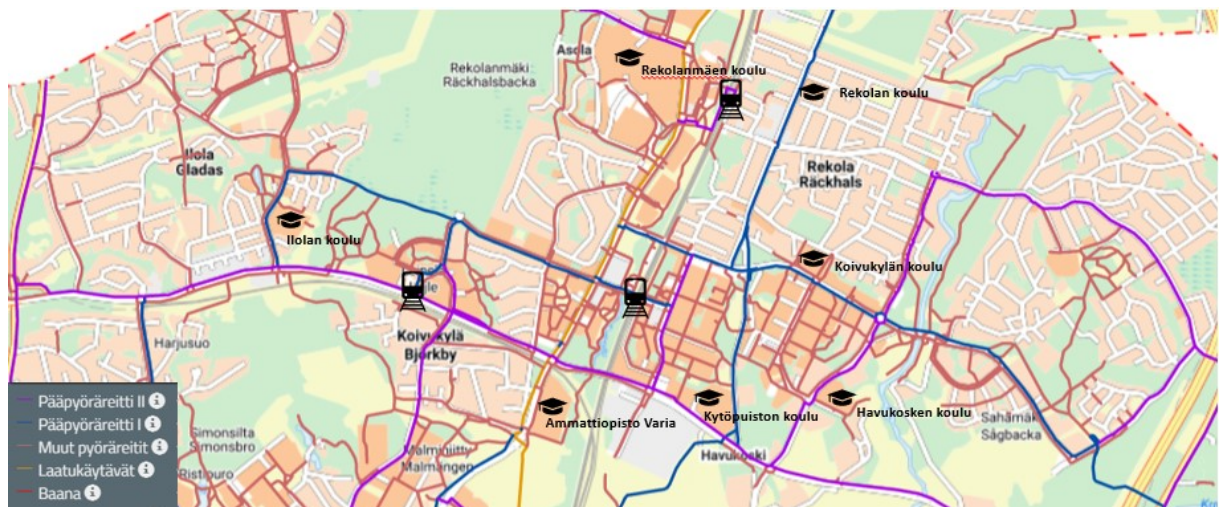 Asola
Rekolanmäki
Räckhalsbacka
Rekolanmäen koulu
Rekolan koulu
Ilola
Gladas
Rekola
Räckhals
Ilolan koulu
Koivukylän koulu
Koivukylä
Björkby
Harjusuo
Pääpyöräreitti II
Pääpyöräreitti I
Muut pyöräreitit
Laatukäytävät
Baana
Simonsilta
Simonsbro
Ristipuro
Malminiitty
Malmängen
Ammattiopisto Varia
Kytöpuiston koulu
Havukosken koulu
Havukoski
Sahamäki
Sågbacka